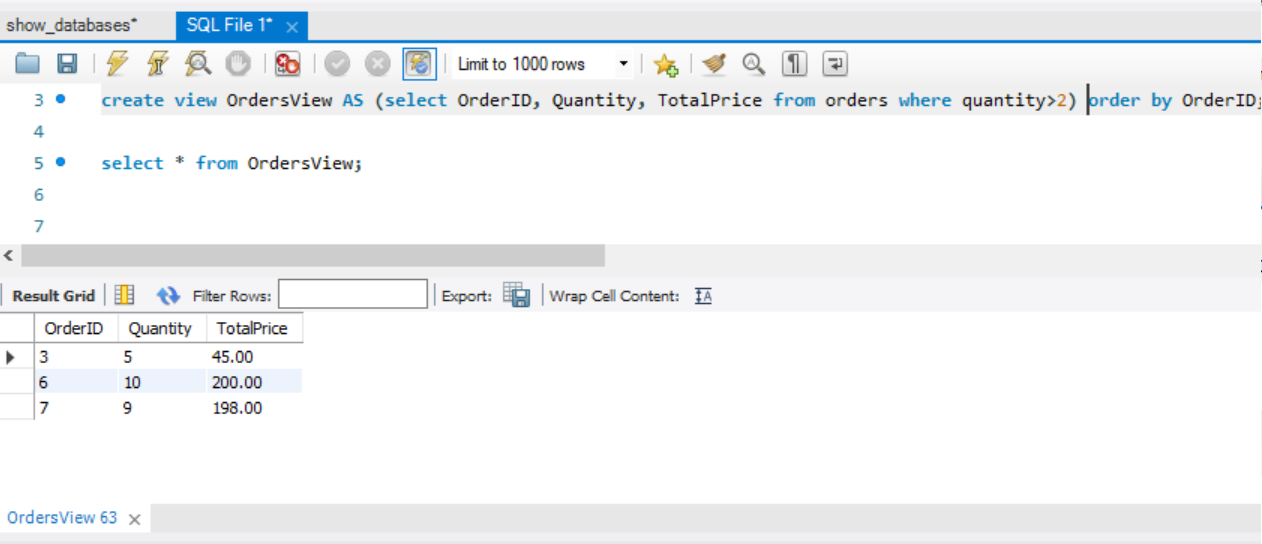 show_databases* SQL File 1*
Limit to 1000 rows
3 create view OrdersView AS (select OrderID, Quantity, TotalPrice from orders where quantity>2) order by OrderID;
4
5 select * from OrdersView;
6
7
Result Grid Filter Rows: Export: Wrap Cell Content: IA
OrderID Quantity TotalPrice
3 5 45.00
6 10 200.00
7 9 198.00
OrdersView 63